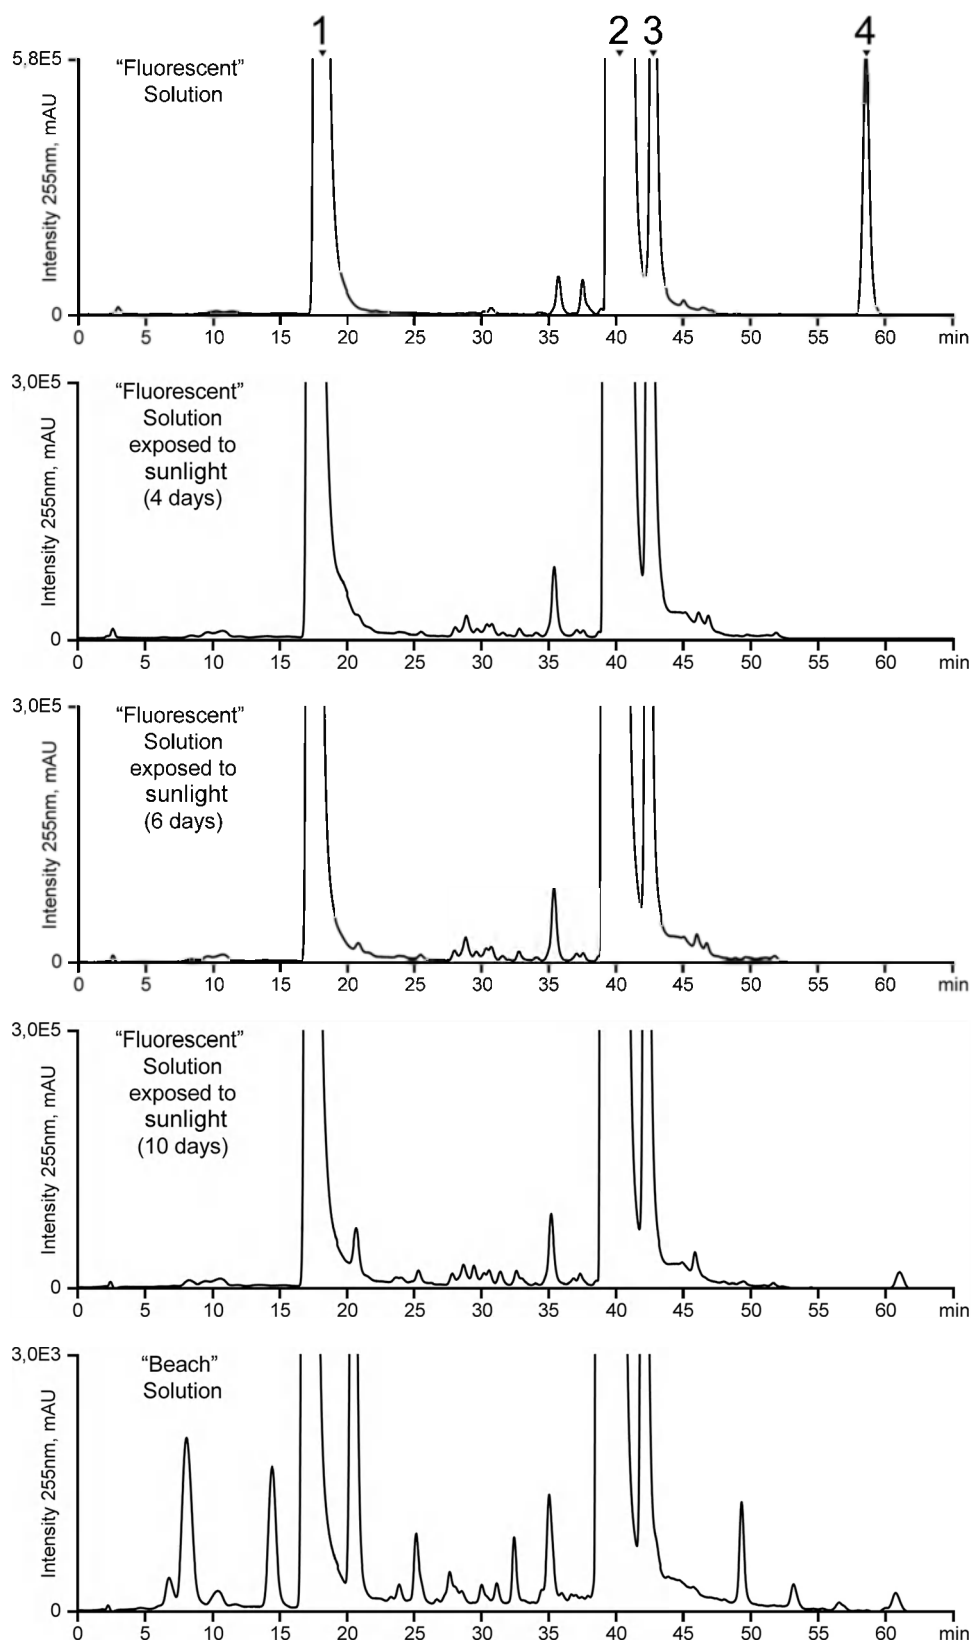 1 2 3 4
5,8E5
“Fluorescent”
Solution
Intensity 255nm, mAU
0
0 5 10 15 20 25 30 35 40 45 50 55 60 min
3,0E5
“Fluorescent”
Solution
exposed to
sunlight
(4 days)
Intensity 255nm, mAU
0
0 5 10 15 20 25 30 35 40 45 50 55 60 min
3,0E5
“Fluorescent”
Solution
exposed to
sunlight
(6 days)
Intensity 255nm, mAU
0
0 5 10 15 20 25 30 35 40 45 50 55 60 min
3,0E5
“Fluorescent”
Solution
exposed to
sunlight
(10 days)
Intensity 255nm, mAU
0
0 5 10 15 20 25 30 35 40 45 50 55 60 min
3,0E3
“Beach”
Solution
Intensity 255nm, mAU
0
0 5 10 15 20 25 30 35 40 45 50 55 60 min